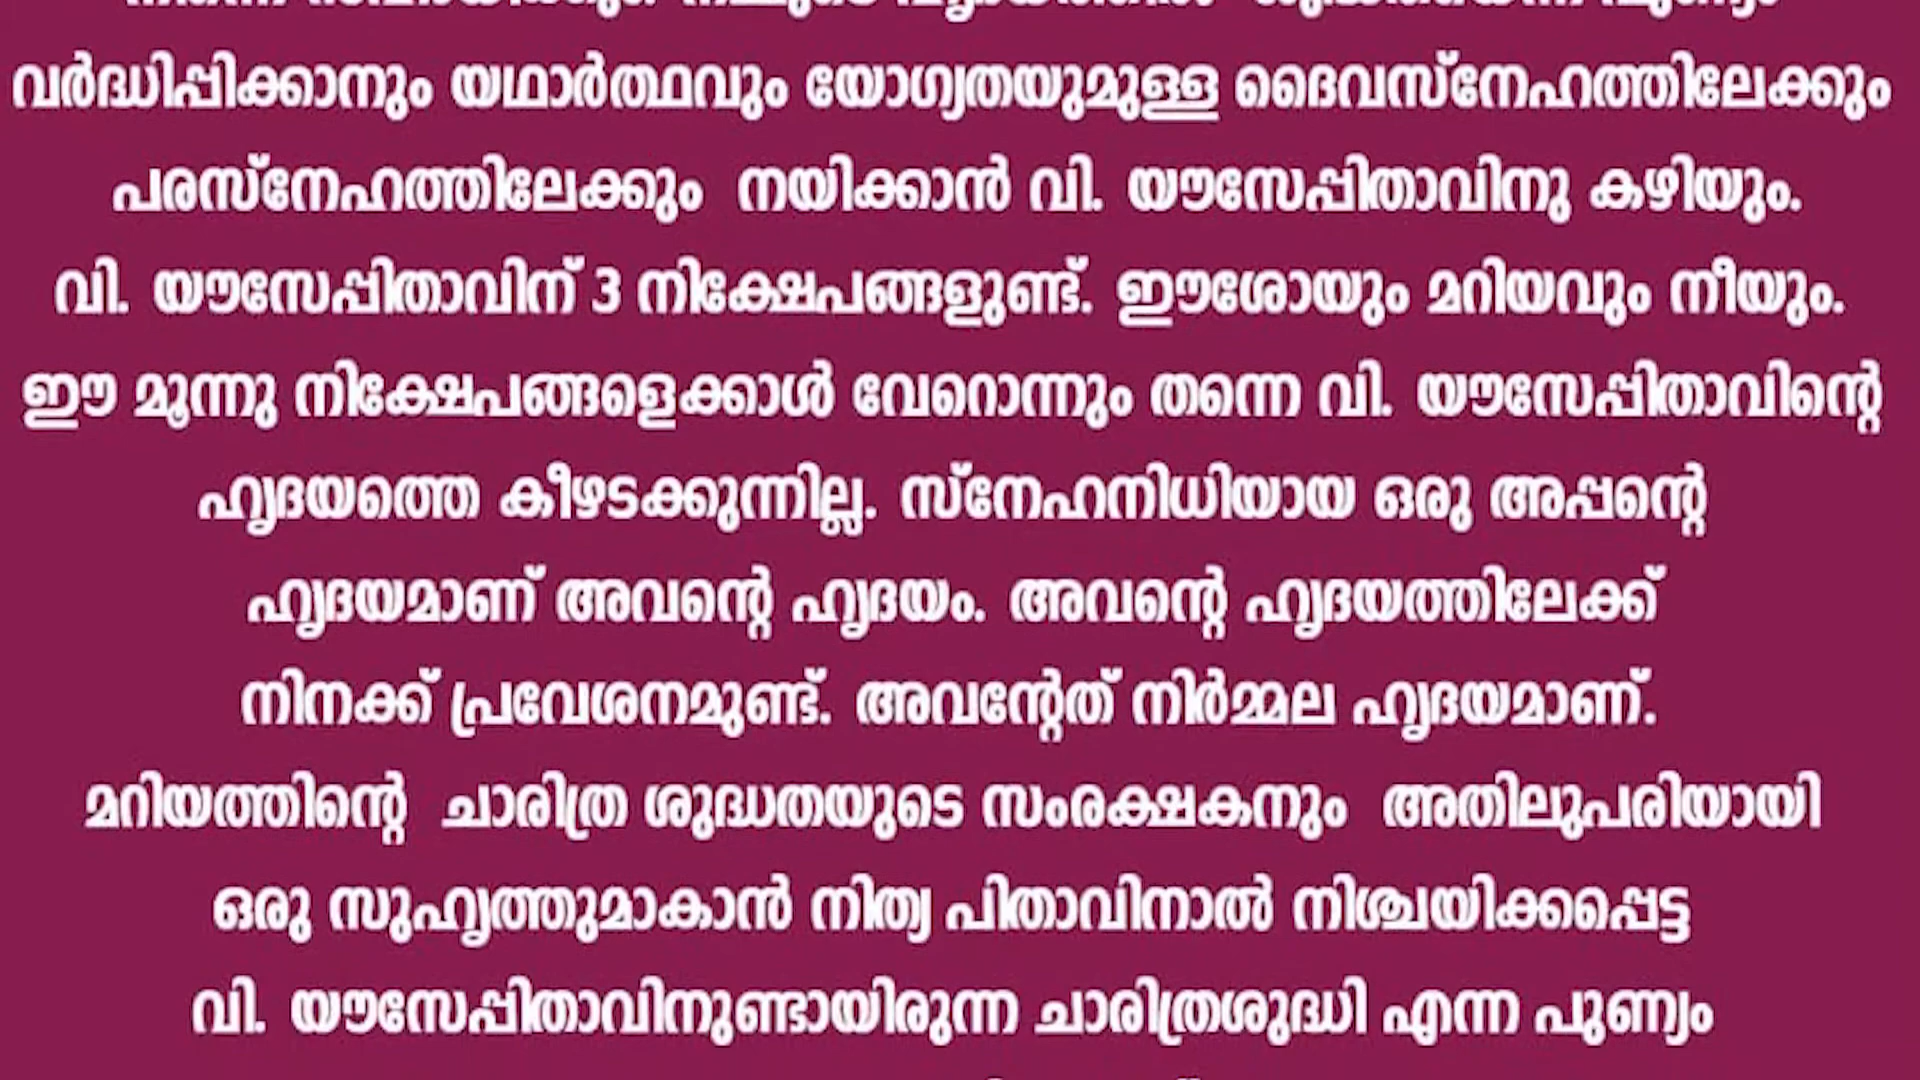 വർദ്ധിപ്പിക്കാനും യഥാർത്ഥവും യോഗ്യതയുമുള്ള ദൈവസ്നേഹത്തിലേക്കും
പരസ്നേഹത്തിലേക്കും നയിക്കാൻ വി. യൗസേപ്പിതാവിനു കഴിയും.
വി. യൗസേപ്പിതാവിന് 3 നിക്ഷേപങ്ങളുണ്ട്. ഈശോയും മറിയവും നീയും.
ഈ മൂന്നു നിക്ഷേപങ്ങളെക്കാൾ വേറൊന്നും തന്നെ വി. യൗസേപ്പിതാവിന്റെ
ഹൃദയത്തെ കീഴടക്കുന്നില്ല. സ്നേഹനിധിയായ ഒരു അപ്പന്റെ
ഹൃദയമാണ് അവന്റെ ഹൃദയം. അവന്റെ ഹൃദയത്തിലേക്ക്
നിനക്ക് പ്രവേശനമുണ്ട്. അവന്റേത് നിർമ്മല ഹൃദയമാണ്.
മറിയത്തിന്റെ ചാരിത്ര ശുദ്ധതയുടെ സംരക്ഷകനും അതിലുപരിയായി
ഒരു സുഹൃത്തുമാകാൻ നിത്യ പിതാവിനാൽ നിശ്ചയിക്കപ്പെട്ട
വി. യൗസേപ്പിതാവിനുണ്ടായിരുന്ന ചാരിത്രശുദ്ധി എന്ന പുണ്യം